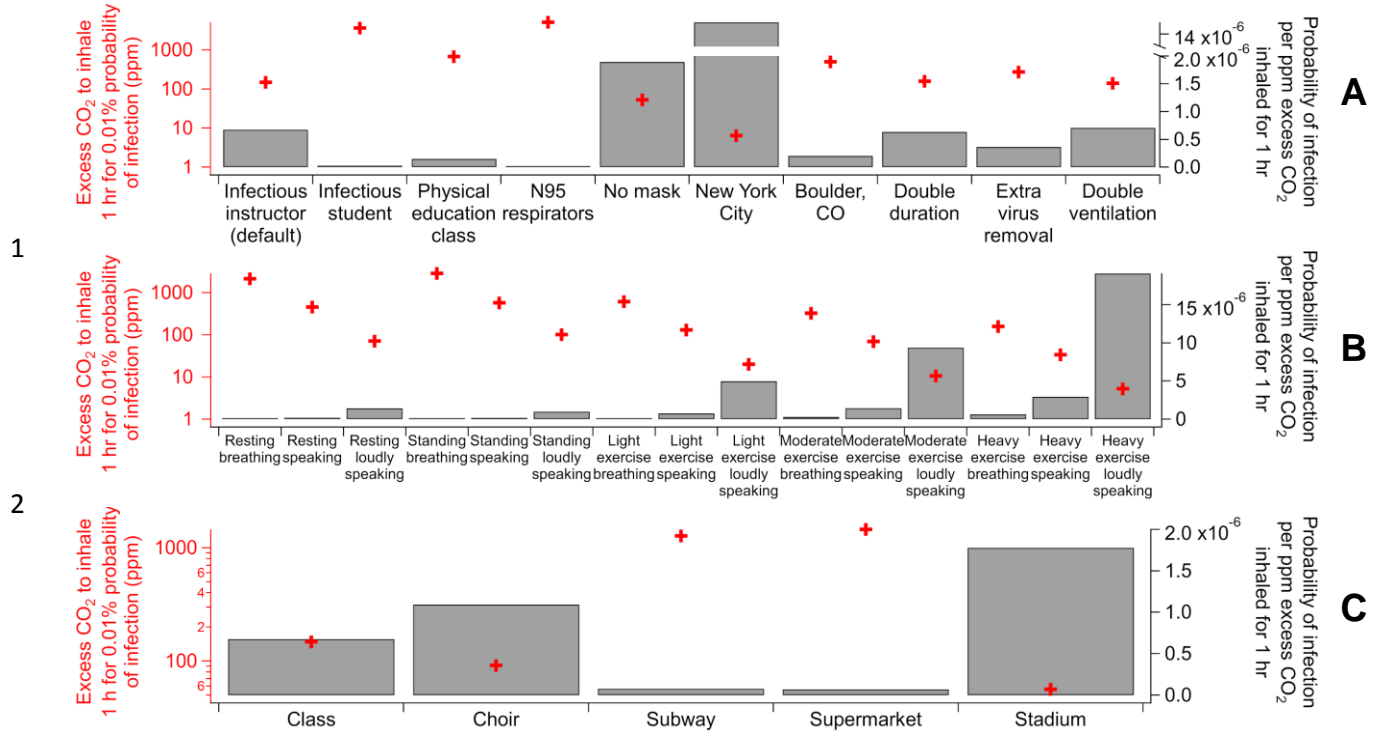 Excess CO2 to inhale
1 hr for 0.01% probability
of infection (ppm)
1000
100
10
1
14 x10-6
2.0 x10-6
1.5
1.0
0.5
0.0
Probability of infection
per ppm excess CO2
inhaled for 1 hr
A
Infectious instructor (default)
Infectious student
Physical education class
N95 respirators
No mask
New York City
Boulder, CO
Double duration
Extra virus removal
Double ventilation
1
Excess CO2 to inhale
1 hr for 0.01% probability
of infection (ppm)
1000
100
10
1
15 x10-6
10
5
0
Probability of infection
per ppm excess CO2
inhaled for 1 hr
B
Resting breathing
Resting speaking
Resting loudly speaking
Standing breathing
Standing speaking
Standing loudly speaking
Light exercise breathing
Light exercise speaking
Light exercise loudly speaking
Moderate exercise breathing
Moderate exercise speaking
Moderate exercise loudly speaking
Heavy exercise breathing
Heavy exercise speaking
Heavy exercise loudly speaking
2
Excess CO2 to inhale
1 h for 0.01% probability
of infection (ppm)
1000
6
4
2
100
6
2.0 x10-6
1.5
1.0
0.5
0.0
Probability of infection
per ppm excess CO2
inhaled for 1 hr
C
Class
Choir
Subway
Supermarket
Stadium